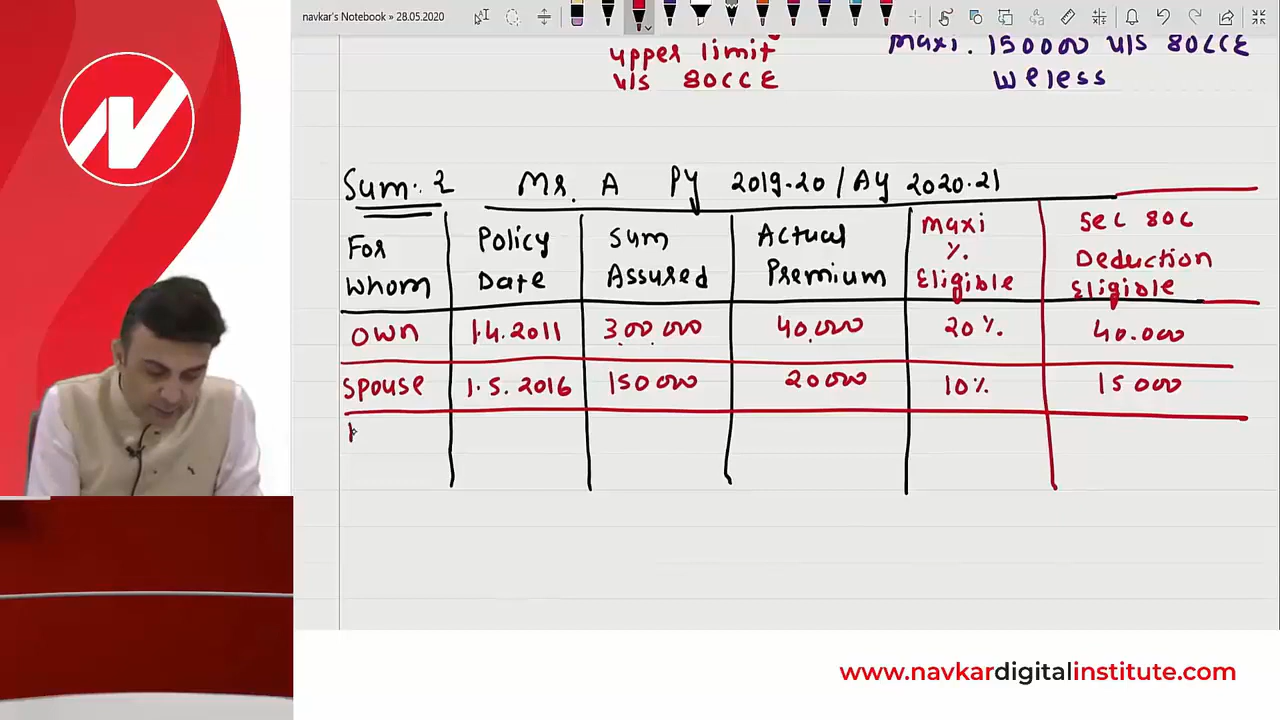 navkar's Notebook » 28.05.2020
upper limit
u/s 80CCE
Maxi. 150000 u/s 80CCE
w eless
Sum: 2 Mr. A PY 2019-20 / AY 2020-21
For Whom Policy Date Sum Assured Actual Premium Maxi %. Eligible Sec 80C Deduction Eligible
own 1.4.2011 3,00,000 40,000 20%. 40.000
Spouse 1.5.2016 150000 20000 10%. 15000
www.navkardigitalinstitute.com